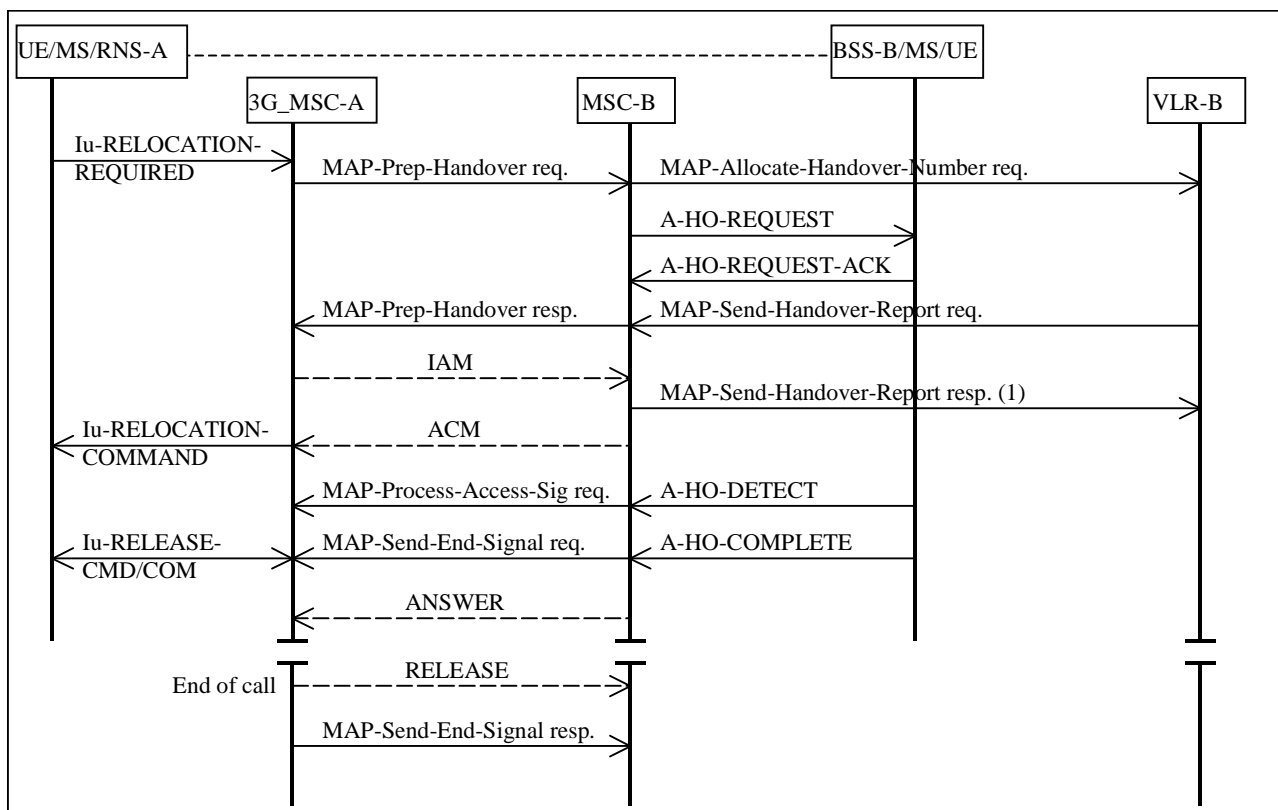 UE/MS/RNS-A
BSS-B/MS/UE
3G_MSC-A
MSC-B
VLR-B
Iu-RELOCATION-
REQUIRED
MAP-Prep-Handover req.
MAP-Allocate-Handover-Number req.
A-HO-REQUEST
A-HO-REQUEST-ACK
MAP-Prep-Handover resp.
MAP-Send-Handover-Report req.
IAM
MAP-Send-Handover-Report resp. (1)
Iu-RELOCATION-
COMMAND
ACM
MAP-Process-Access-Sig req.
A-HO-DETECT
Iu-RELEASE-
CMD/COM
MAP-Send-End-Signal req.
A-HO-COMPLETE
ANSWER
End of call
RELEASE
MAP-Send-End-Signal resp.